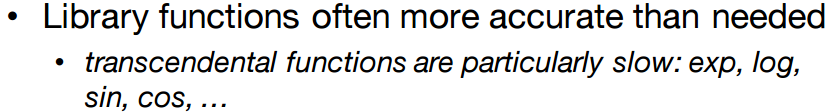 • Library functions often more accurate than needed
• transcendental functions are particularly slow: exp, log,
sin, cos, …